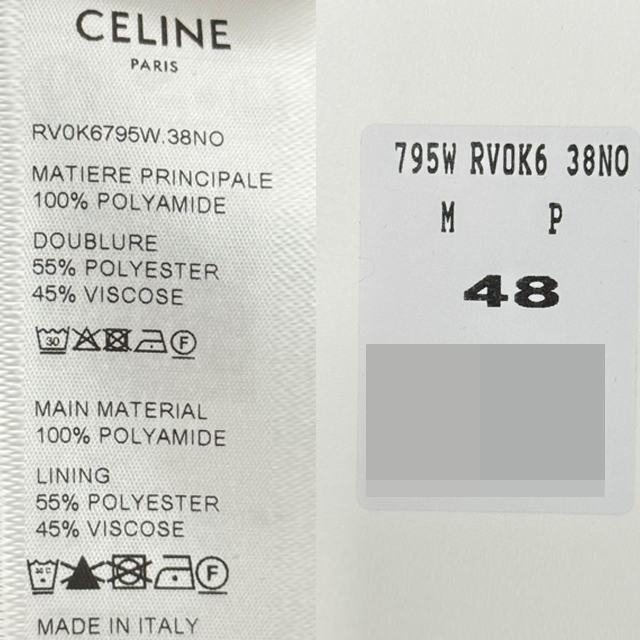 CELINE
PARIS
RV0K6795W.38NO
MATIERE PRINCIPALE
100% POLYAMIDE
DOUBLURE
55% POLYESTER
45% VISCOSE
30
F
MAIN MATERIAL
100% POLYAMIDE
LINING
55% POLYESTER
45% VISCOSE
F
MADE IN ITALY
795W RV0K6 38NO
M P
48